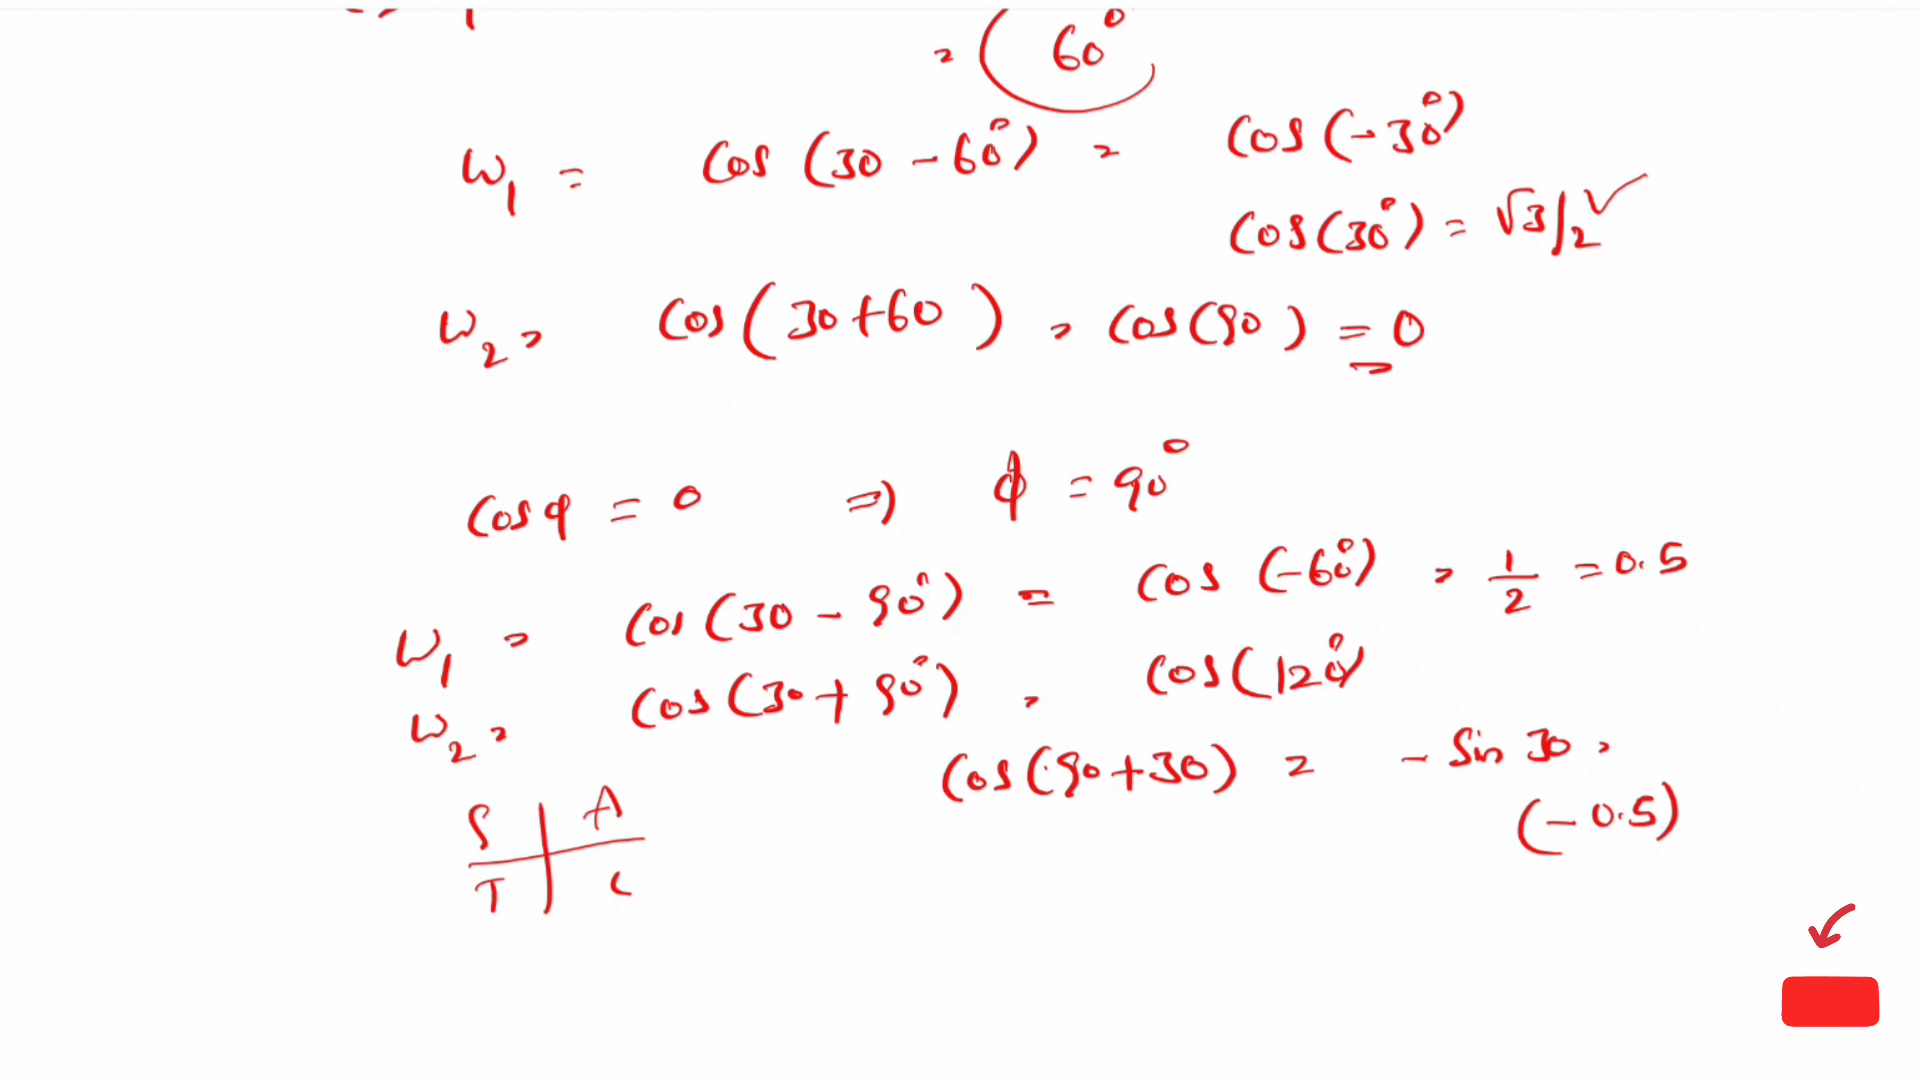 = 60°
W₁ = cos (30 - 60°) = cos (-30°)
cos (30°) = √3/2 ✓
W₂ = cos (30+60) = cos (90) = 0
cos φ = 0 => φ = 90°
W₁ = cos (30 - 90°) = cos (-60°) = 1/2 = 0.5
W₂ = cos (30 + 90°) = cos (120°)
cos (90+30) = - sin 30 =
(-0.5)
S | A
T | C